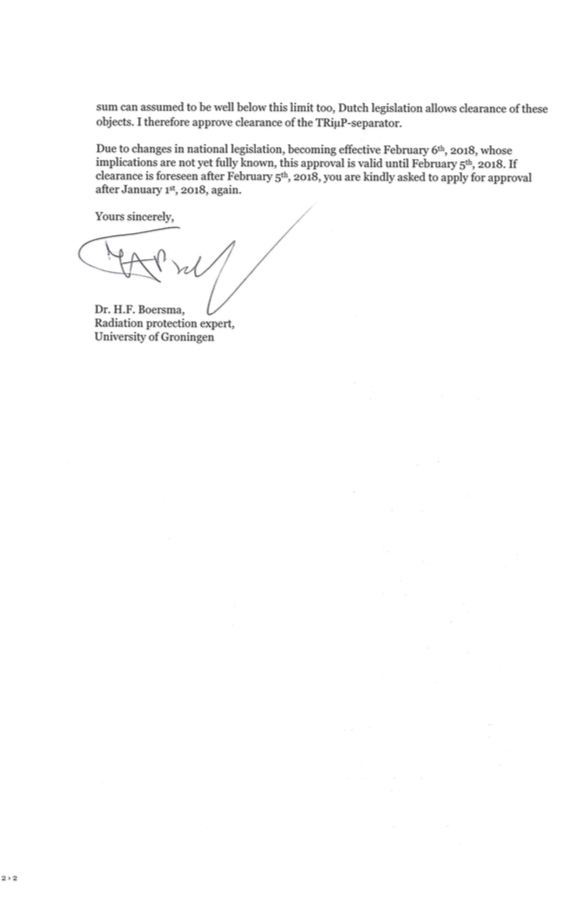 sum can assumed to be well below this limit too, Dutch legislation allows clearance of these
objects. I therefore approve clearance of the TRiµP-separator.
Due to changes in national legislation, becoming effective February 6th, 2018, whose
implications are not yet fully known, this approval is valid until February 5th, 2018. If
clearance is foreseen after February 5th, 2018, you are kindly asked to apply for approval
after January 1st, 2018, again.
Yours sincerely,
Dr. H.F. Boersma,
Radiation protection expert,
University of Groningen
2>2